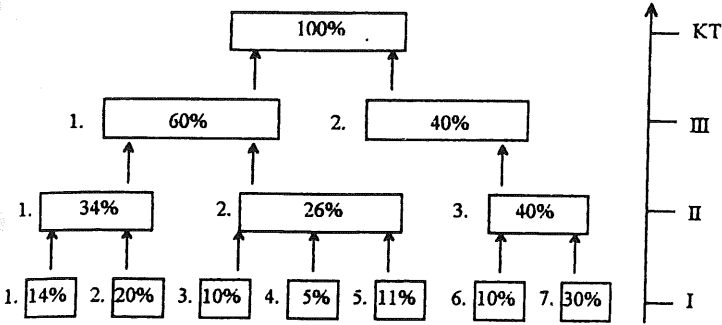 100% KT
1. 60% 2. 40% III
1. 34% 2. 26% 3. 40% II
1. 14% 2. 20% 3. 10% 4. 5% 5. 11% 6. 10% 7. 30% I